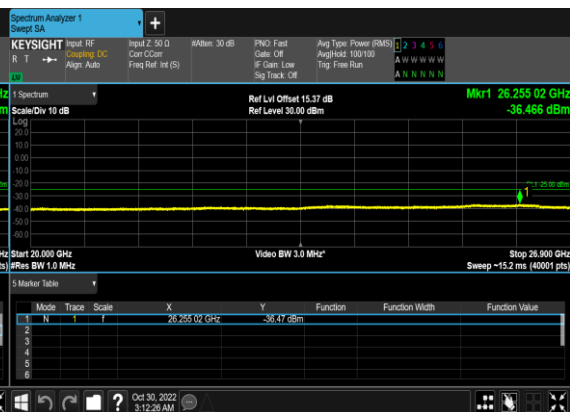 Spectrum Analyzer 1
Swept SA
+
KEYSIGHT Input: RF Input Z: 50 Ω #Atten: 30 dB PNO: Fast Avg Type: Power (RMS) 1 2 3 4 5 6
R T Coupling: DC Corr CCorr Gate: Off Avg|Hold: 100/100 A W W W W W
Align: Auto Freq Ref: Int (S) IF Gain: Low Trig: Free Run
Sig Track: Off A N N N N N
1 Spectrum
Ref Lvl Offset 15.37 dB Mkr1 26.255 02 GHz
Scale/Div 10 dB Ref Level 30.00 dBm -36.466 dBm
Log
20.0
10.0
0.00
-10.0
-20.0
-30.0
-40.0
-50.0
-60.0
DL1 -25.00 dBm
1
Start 20.000 GHz Video BW 3.0 MHz* Stop 26.900 GHz
#Res BW 1.0 MHz Sweep ~15.2 ms (40001 pts)
5 Marker Table
Mode Trace Scale X Y Function Function Width Function Value
1 N 1 f 26.255 02 GHz -36.47 dBm
2
3
4
5
6
?
Oct 30, 2022
3:12:26 AM